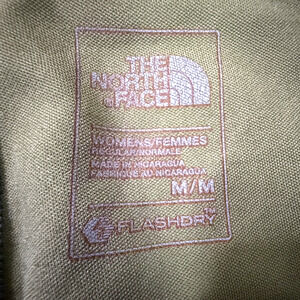 THE
NORTH
FACE
WOMENS/FEMMES
REGULAR/NORMALE
MADE IN NICARAGUA
FABRIQUÉ AU NICARAGUA
M/M
FLASHDRY